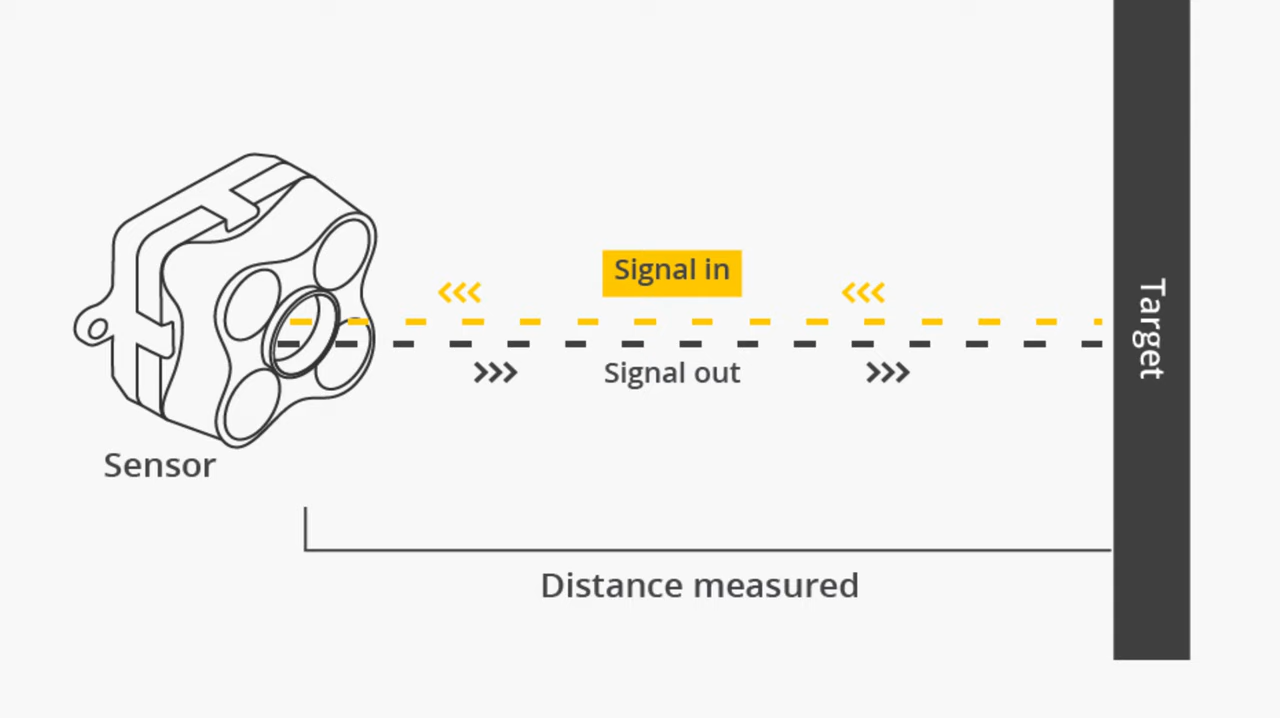 Signal in
Signal out
Target
Sensor
Distance measured